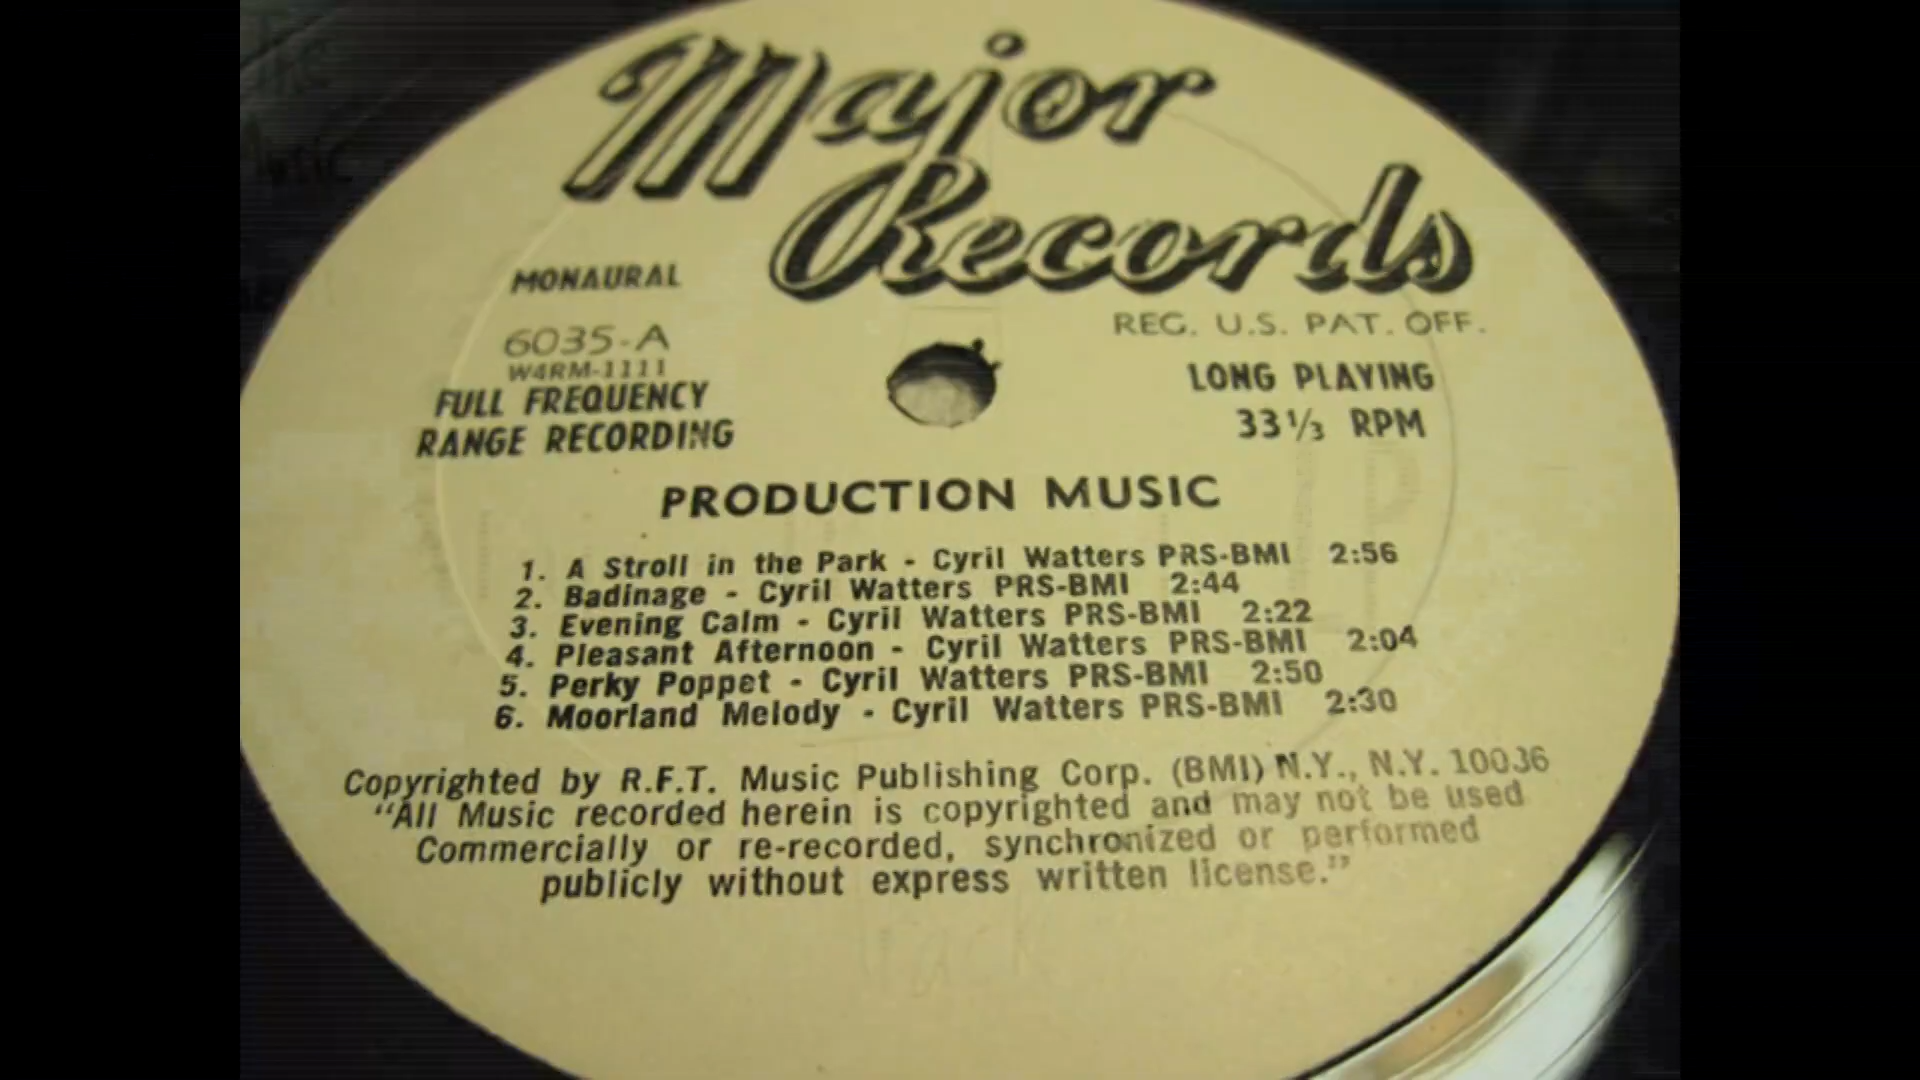 Major
Records
MONAURAL
REG. U.S. PAT. OFF.
6035-A
W4RM-1111
FULL FREQUENCY
RANGE RECORDING
LONG PLAYING
33 1/3 RPM
PRODUCTION MUSIC
1. A Stroll in the Park - Cyril Watters PRS-BMI 2:56
2. Badinage - Cyril Watters PRS-BMI 2:44
3. Evening Calm - Cyril Watters PRS-BMI 2:22
4. Pleasant Afternoon - Cyril Watters PRS-BMI 2:04
5. Perky Poppet - Cyril Watters PRS-BMI 2:50
6. Moorland Melody - Cyril Watters PRS-BMI 2:30
Copyrighted by R.F.T. Music Publishing Corp. (BMI) N.Y., N.Y. 10036
"All Music recorded herein is copyrighted and may not be used
Commercially or re-recorded, synchronized or performed
publicly without express written license."